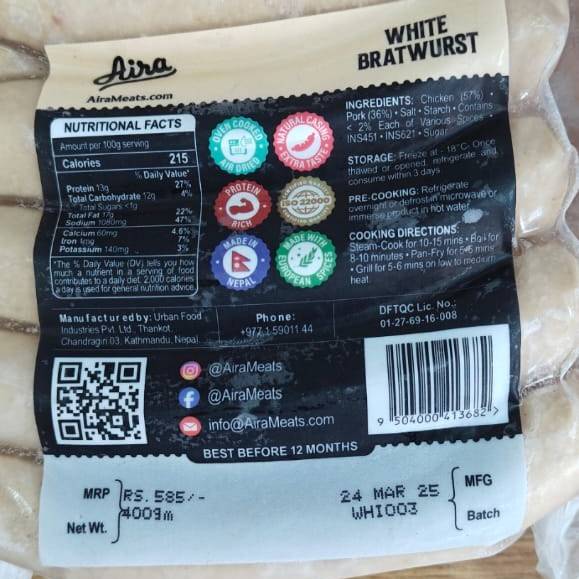 Aira
AiraMeats.com
WHITE
BRATWURST
NUTRITIONAL FACTS
Amount per 100g serving
Calories 215
% Daily Value*
Protein 13g 27%
Total Carbohydrate 12g 4%
Total Sugars <1g
Total Fat 17g 22%
Sodium 1080mg 47%
Calcium 60mg 4.6%
Iron 1mg 7%
Potassium 140mg 3%
*The % Daily Value (DV) tells you how
much a nutrient in a serving of food
contributes to a daily diet. 2,000 calories
a day is used for general nutrition advice.
OVEN COOKED
AIR DRIED
NATURAL CASING
EXTRA TASTE
PROTEIN
RICH
ISO 22000
MADE IN
NEPAL
MADE WITH
EUROPEAN SPICES
INGREDIENTS: Chicken (57%) •
Pork (36%) • Salt • Starch • Contains
< 2% Each of Various Spices •
INS451 • INS621 • Sugar
STORAGE: Freeze at - 18°C. Once
thawed or opened, refrigerate and
consume within 3 days
PRE-COOKING: Refrigerate
overnight or defrost in microwave or
immerse product in hot water
COOKING DIRECTIONS:
Steam-Cook for 10-15 mins • Boil for
8-10 minutes • Pan-Fry for 5-6 mins
• Grill for 5-6 mins on low to medium
heat.
Manufactured by: Urban Food
Industries Pvt. Ltd., Thankot,
Chandragiri 03, Kathmandu, Nepal.
Phone:
+977 1 59011 44
DFTQC Lic. No.:
01-27-69-16-008
@AiraMeats
@AiraMeats
info@AiraMeats.com
9 504000 413682 >
BEST BEFORE 12 MONTHS
MRP RS. 585/-
Net Wt. 400gm
24 MAR 25 MFG
WHI003 Batch